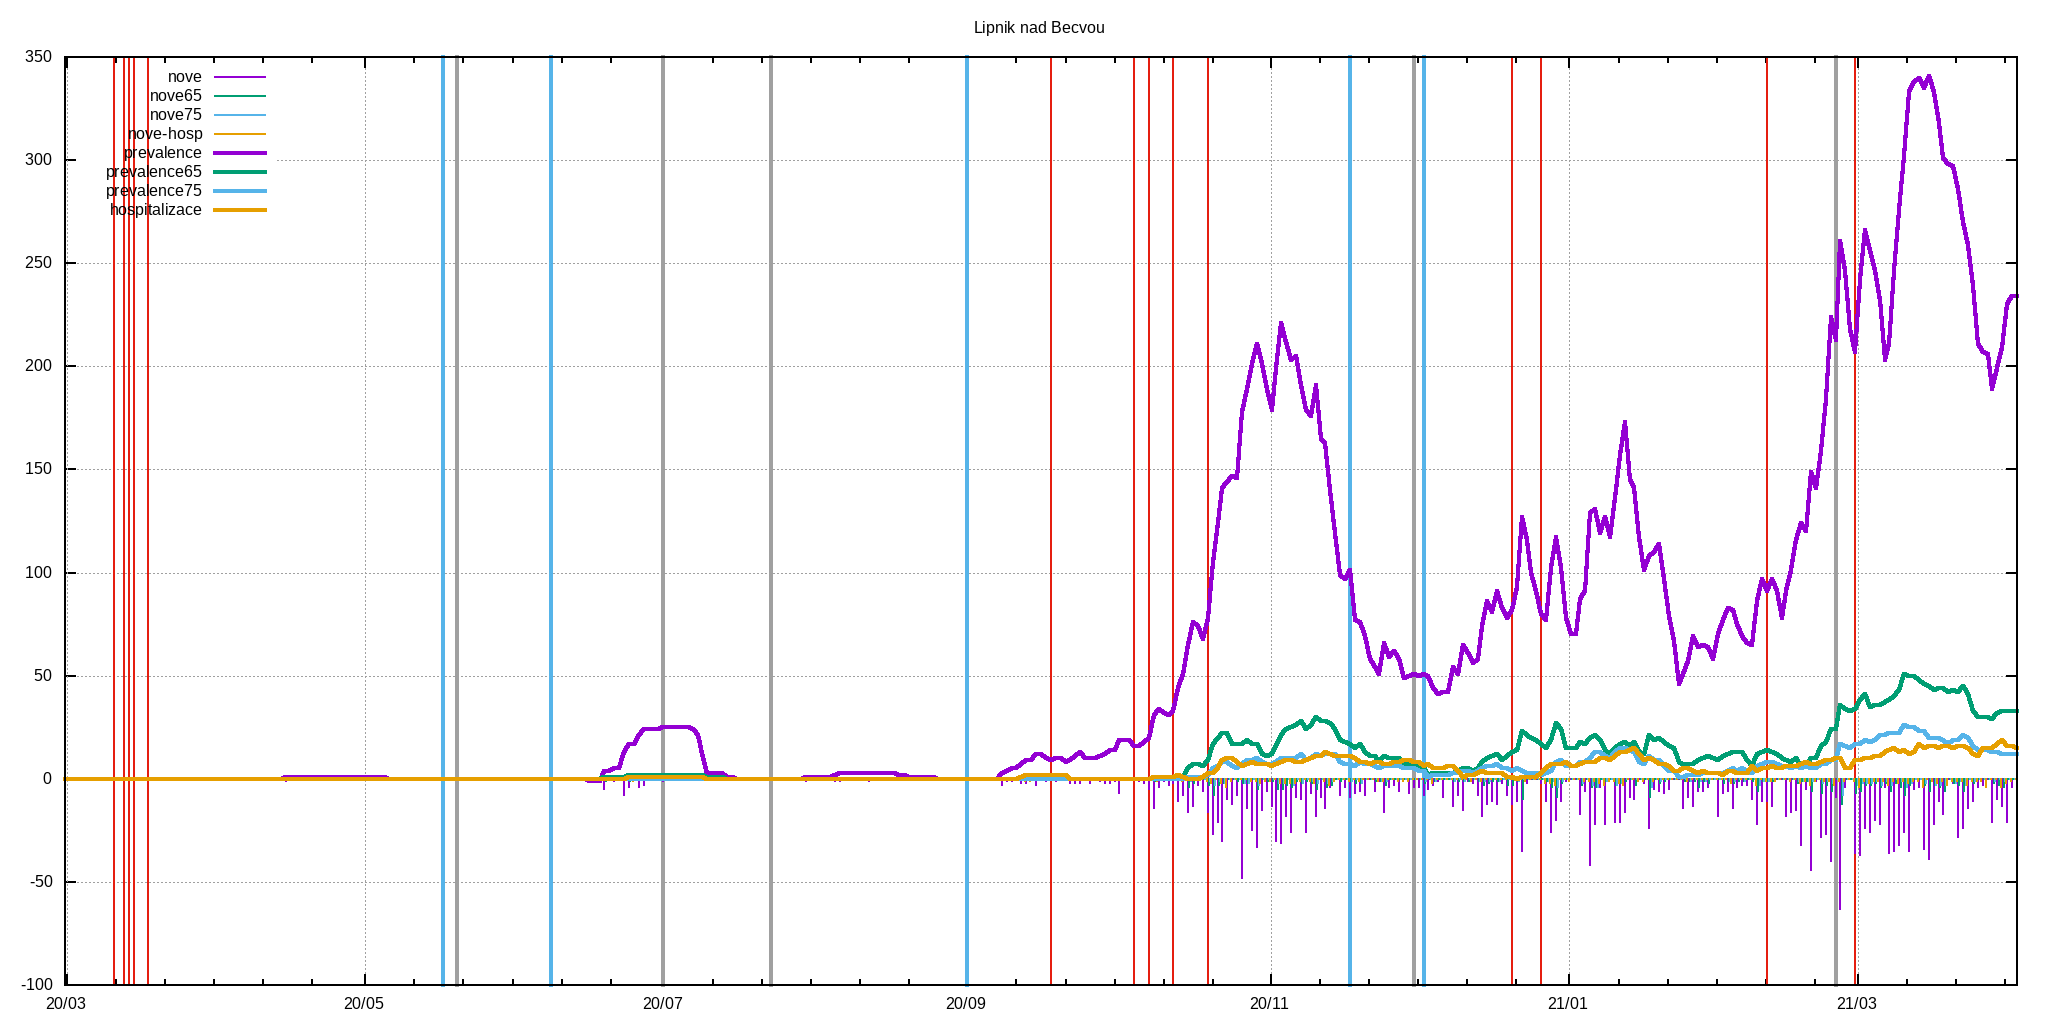 Lipnik nad Becvou
350
300
250
200
150
100
50
0
-50
-100
nove
nove65
nove75
nove-hosp
prevalence
prevalence65
prevalence75
hospitalizace
20/03 20/05 20/07 20/09 20/11 21/01 21/03